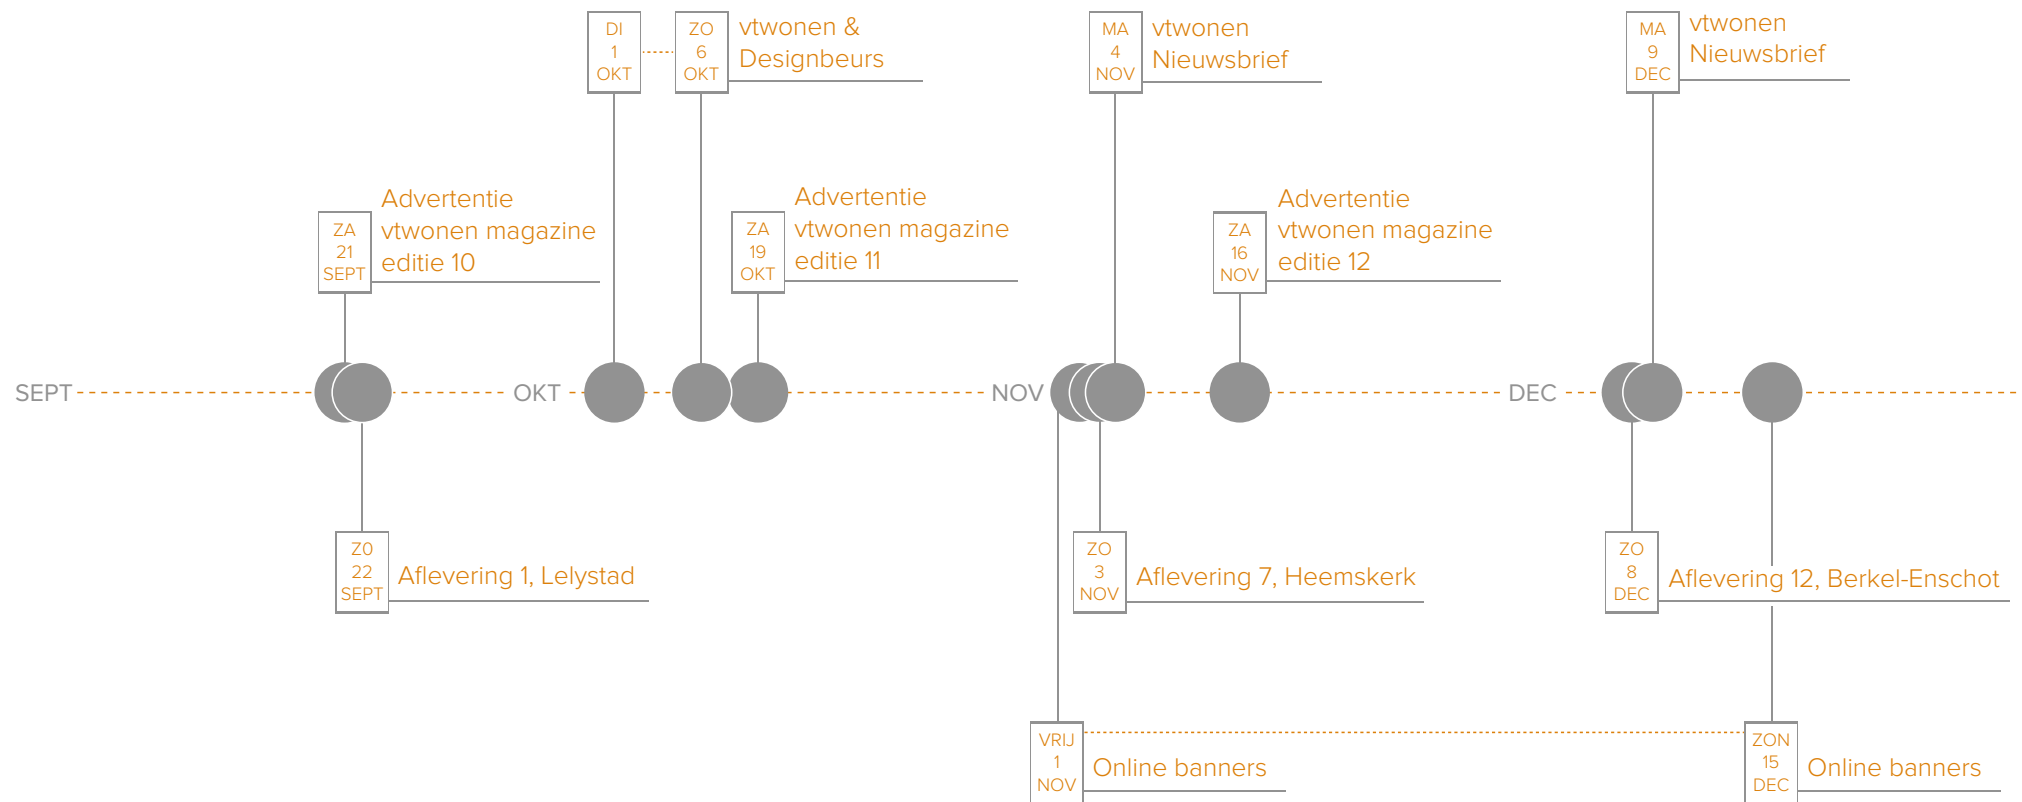 DI
1
OKT
ZO
6
OKT
vtwonen &
Designbeurs
MA
4
NOV
vtwonen
Nieuwsbrief
MA
9
DEC
vtwonen
Nieuwsbrief
ZA
21
SEPT
Advertentie
vtwonen magazine
editie 10
ZA
19
OKT
Advertentie
vtwonen magazine
editie 11
ZA
16
NOV
Advertentie
vtwonen magazine
editie 12
SEPT
OKT
NOV
DEC
Z0
22
SEPT
Aflevering 1, Lelystad
ZO
3
NOV
Aflevering 7, Heemskerk
ZO
8
DEC
Aflevering 12, Berkel-Enschot
VRIJ
1
NOV
Online banners
ZON
15
DEC
Online banners